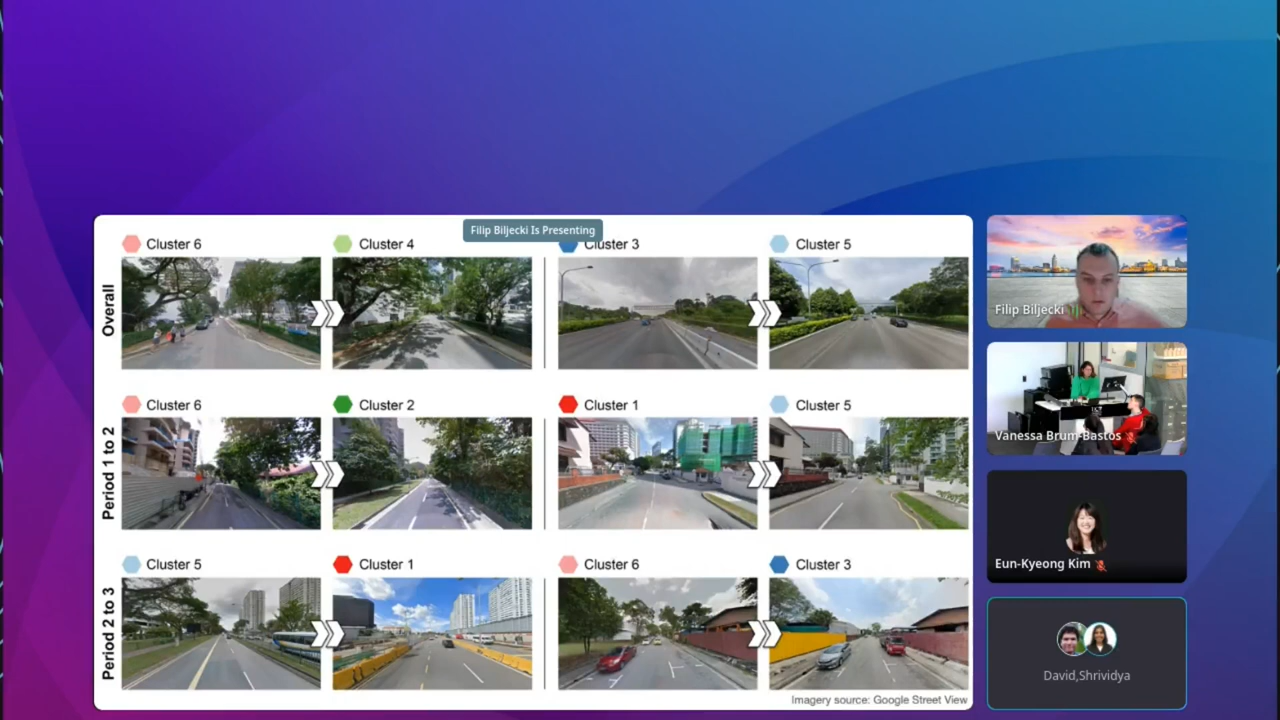 Filip Biljecki Is Presenting
Cluster 6
Cluster 4
Cluster 3
Cluster 5
Overall
Cluster 6
Cluster 2
Cluster 1
Cluster 5
Period 1 to 2
Cluster 5
Cluster 1
Cluster 6
Cluster 3
Period 2 to 3
Imagery source: Google Street View
Filip Biljecki
Vanessa Brum-Bastos
Eun-Kyeong Kim
David,Shrividya